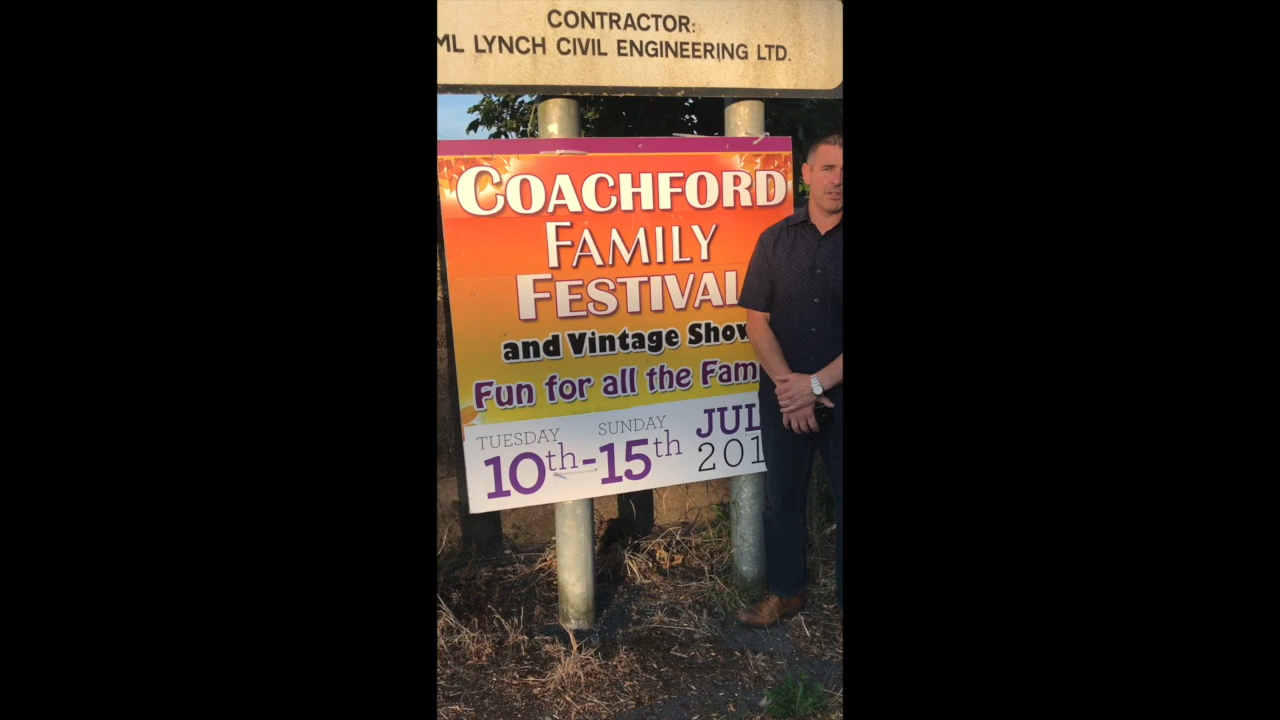 CONTRACTOR:
ML LYNCH CIVIL ENGINEERING LTD.
COACHFORD
FAMILY
FESTIVAL
and Vintage Show
Fun for all the Fam
TUESDAY SUNDAY JUL
10th-15th 201